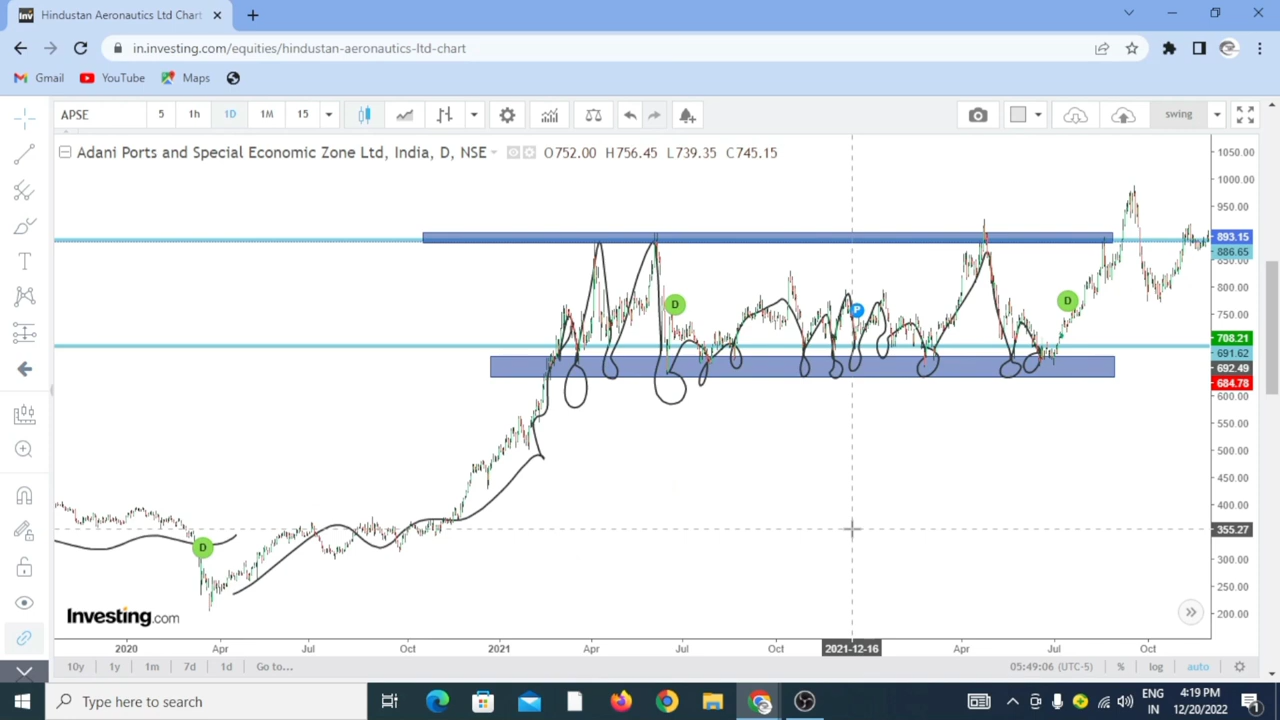 Hindustan Aeronautics Ltd Chart
in.investing.com/equities/hindustan-aeronautics-ltd-chart
Gmail YouTube Maps
APSE 5 1h 1D 1M 15 swing
Adani Ports and Special Economic Zone Ltd, India, D, NSE O752.00 H756.45 L739.35 C745.15
1050.00
1000.00
950.00
893.15
886.65
850.00
800.00
750.00
708.21
691.62
692.49
684.78
600.00
550.00
500.00
450.00
400.00
355.27
300.00
250.00
200.00
D
D
P
D
T
Investing.com
2020 Apr Jul Oct 2021 Apr Jul Oct 2021-12-16 Apr Jul Oct
10y 1y 1m 7d 1d Go to... 05:49:06 (UTC-5) % log auto
Type here to search
ENG
IN
4:19 PM
12/20/2022
1